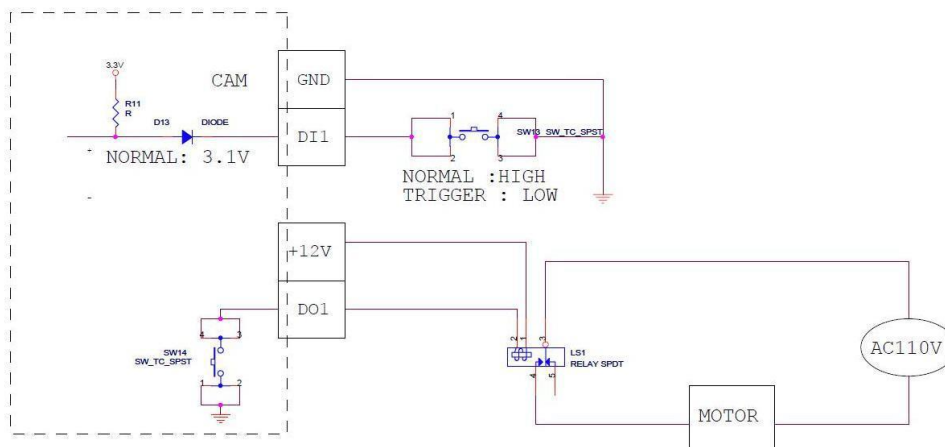 3.3V
CAM
GND
R11
R
D13
DIODE
DI1
1
4
SW13 SW_TC_SPST
2
3
NORMAL: 3.1V
NORMAL :HIGH
TRIGGER : LOW
+12V
DO1
4
3
SW14
SW_TC_SPST
1
2
2
1
3
LS1
RELAY SPDT
4
5
AC110V
MOTOR